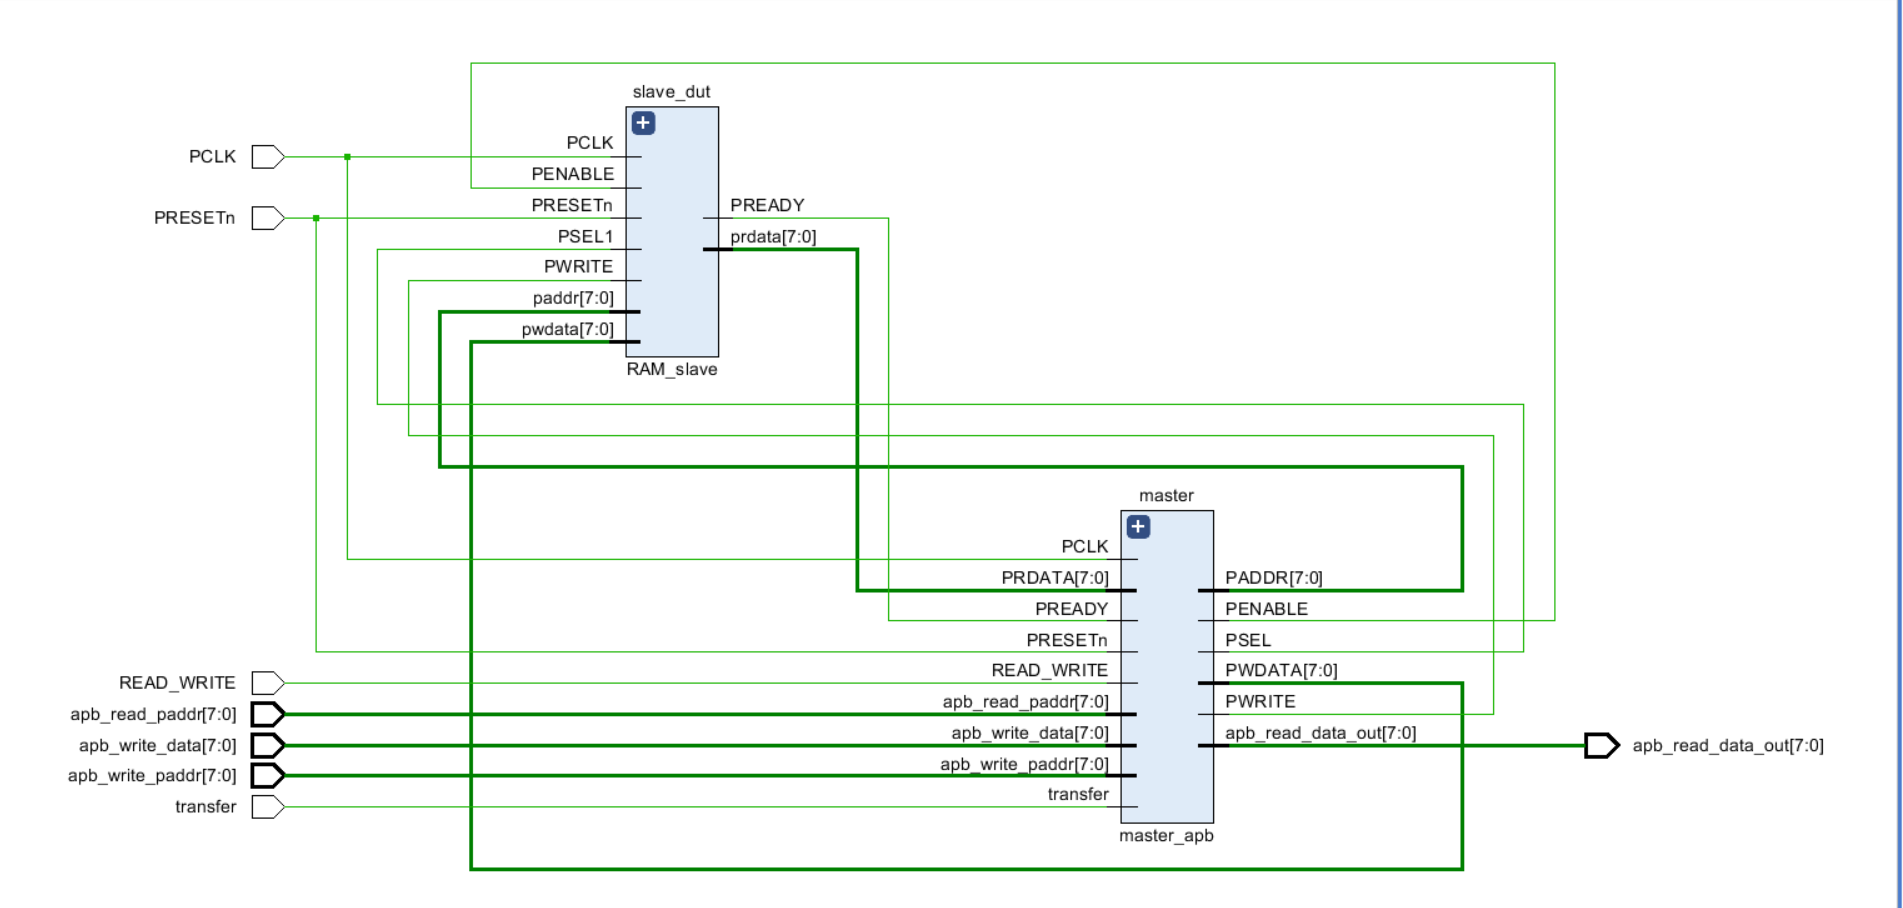 slave_dut
PCLK
PCLK
PENABLE
PRESETn
PRESETn
PSEL1
PWRITE
paddr[7:0]
pwdata[7:0]
PREADY
prdata[7:0]
RAM_slave
master
PCLK
PRDATA[7:0]
PREADY
PRESETn
READ_WRITE
apb_read_paddr[7:0]
apb_write_data[7:0]
apb_write_paddr[7:0]
transfer
PADDR[7:0]
PENABLE
PSEL
PWDATA[7:0]
PWRITE
apb_read_data_out[7:0]
master_apb
READ_WRITE
apb_read_paddr[7:0]
apb_write_data[7:0]
apb_write_paddr[7:0]
transfer
apb_read_data_out[7:0]